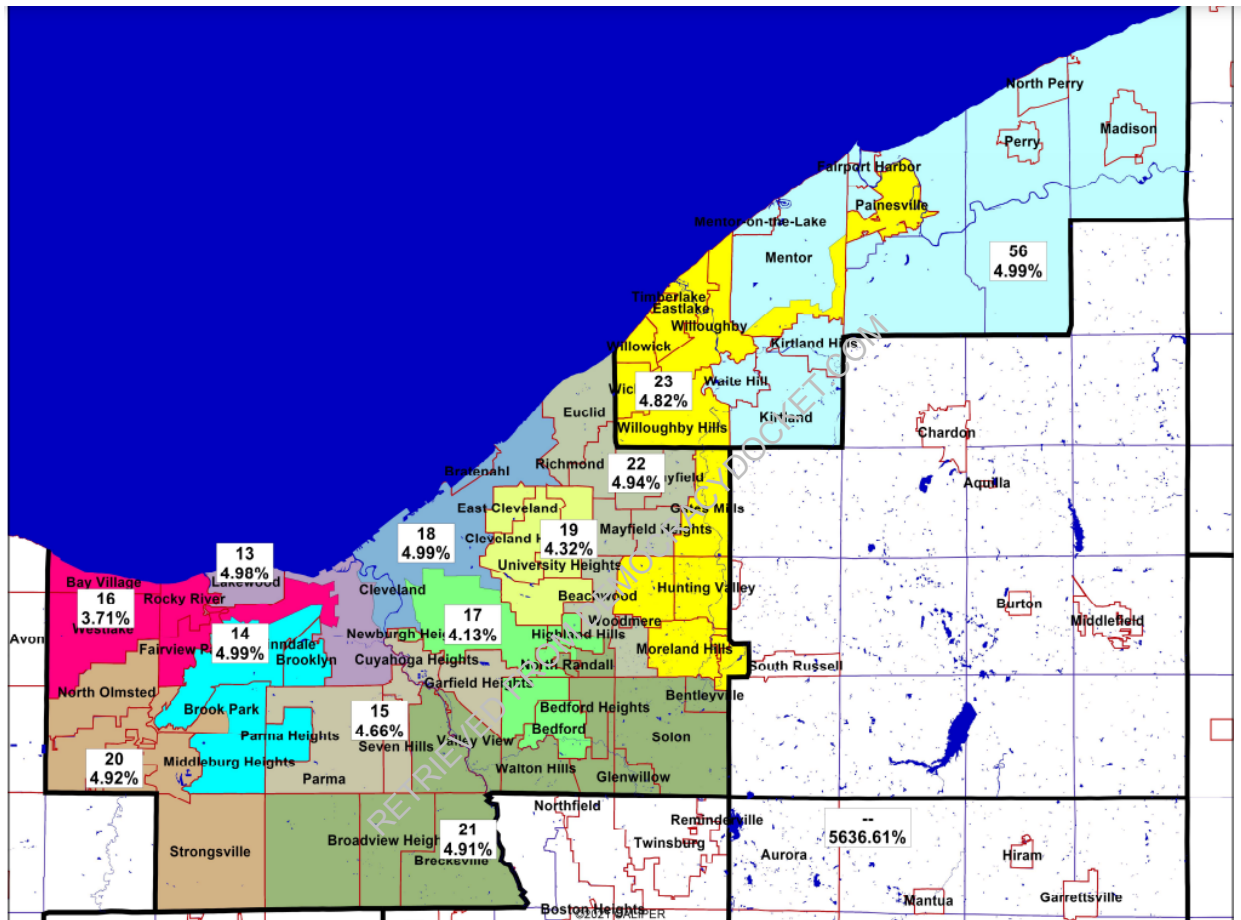 North Perry
Madison
Perry
Fairport Harbor
Painesville
Mentor-on-the-Lake
56
4.99%
Mentor
Timberlake
Eastlake
Willoughby
Willowick
Kirtland Hills
23
4.82%
Waite Hill
Kirtland
Euclid
Willoughby Hills
Chardon
Richmond
22
4.94%
Bratenahl
Aquilla
East Cleveland
Gates Mills
18
4.99%
19
4.32%
Mayfield Heights
Cleveland H
University Heights
13
4.98%
Lakewood
Bay Village
Rocky River
16
3.71%
Westlake
Cleveland
Beachwood
Hunting Valley
Burton
Middlefield
Avon
14
4.99%
17
4.13%
Woodmere
Newburgh Hei
Highland Hills
Fairview P
nndale
Brooklyn
Cuyahoga Heights
North Randall
Moreland Hills
South Russell
Garfield Heights
North Olmsted
Bentleyville
Brook Park
15
4.66%
Bedford Heights
Bedford
Parma Heights
Seven Hills
Valley View
Solon
20
4.92%
Middleburg Heights
Parma
Walton Hills
Glenwillow
Northfield
Reminderville
--
5636.61%
Strongsville
Broadview Heigh
21
4.91%
Brecksville
Twinsburg
Aurora
Hiram
Mantua
Garrettsville
Boston Heights
©2021 CALIPER
RETRIEVED FROM DEMOCRACYDOCKET.COM